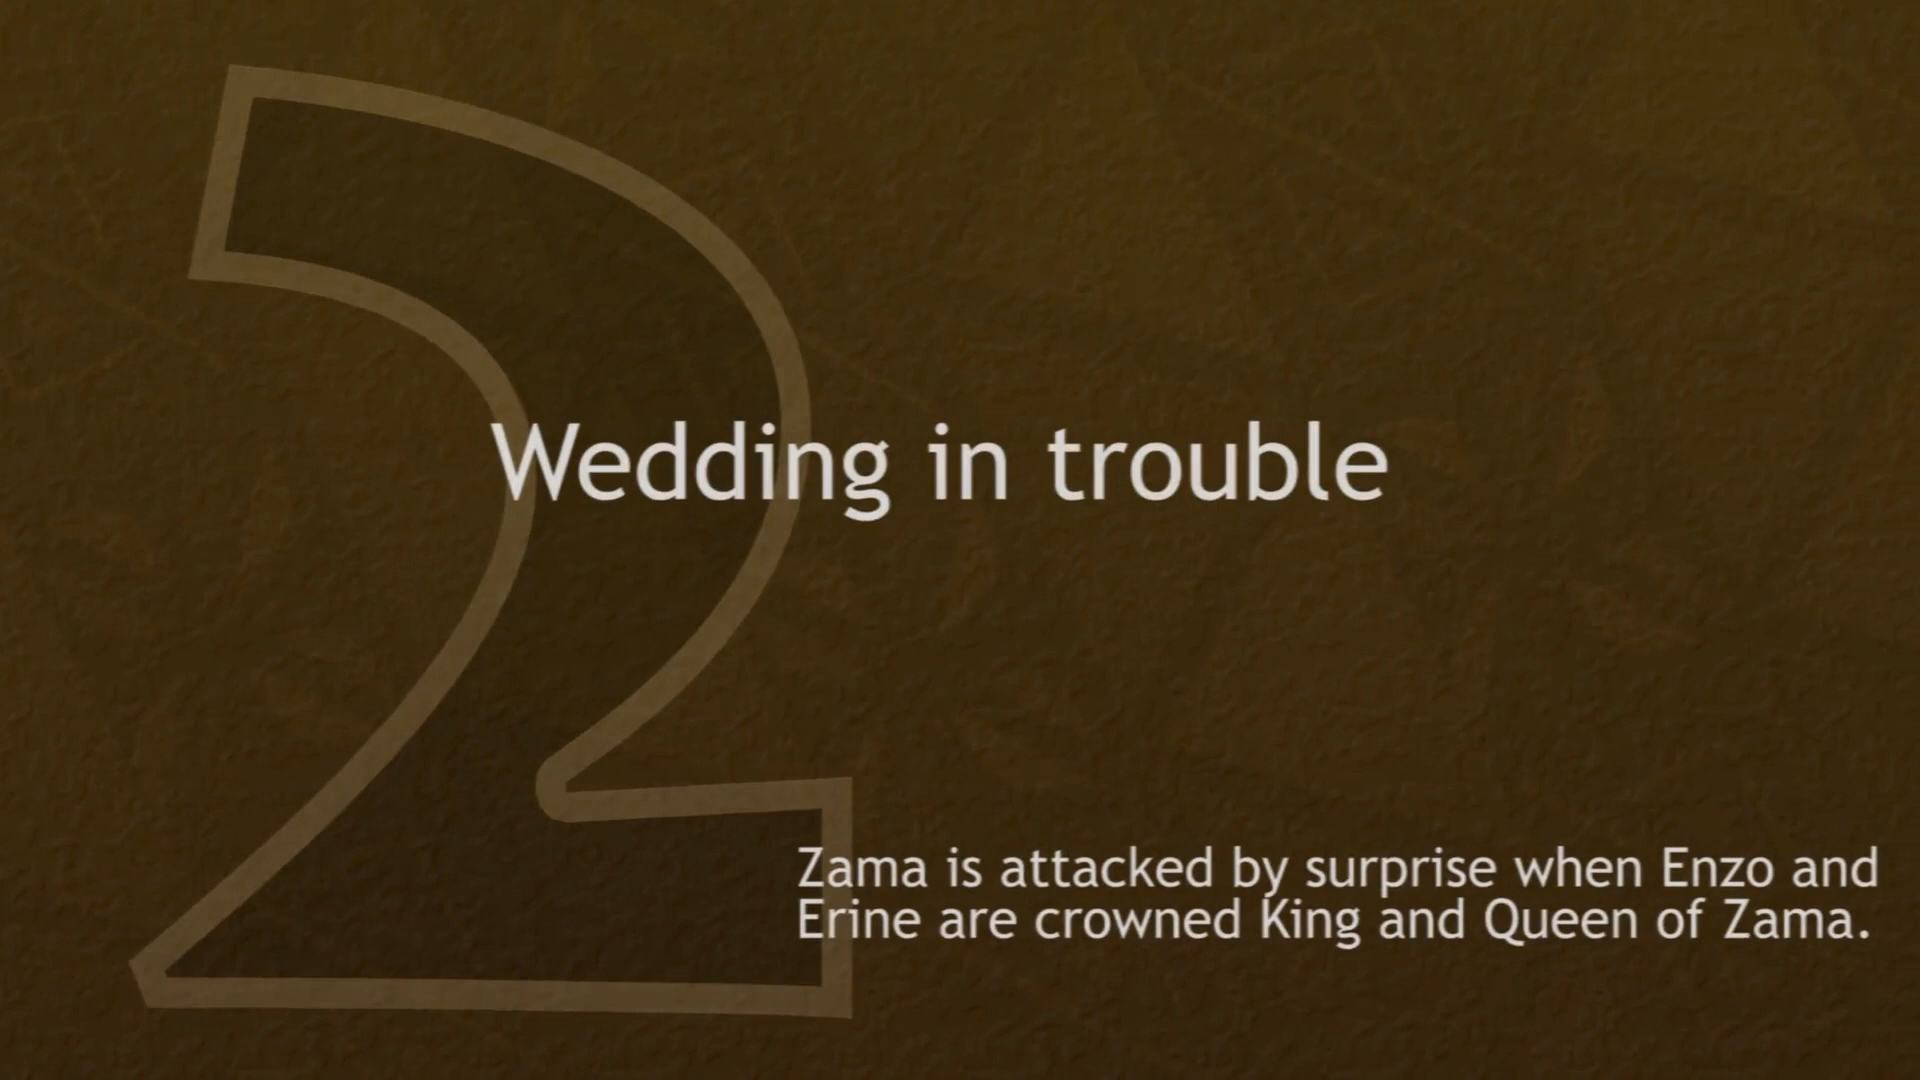 2
Wedding in trouble
Zama is attacked by surprise when Enzo and
Erine are crowned King and Queen of Zama.